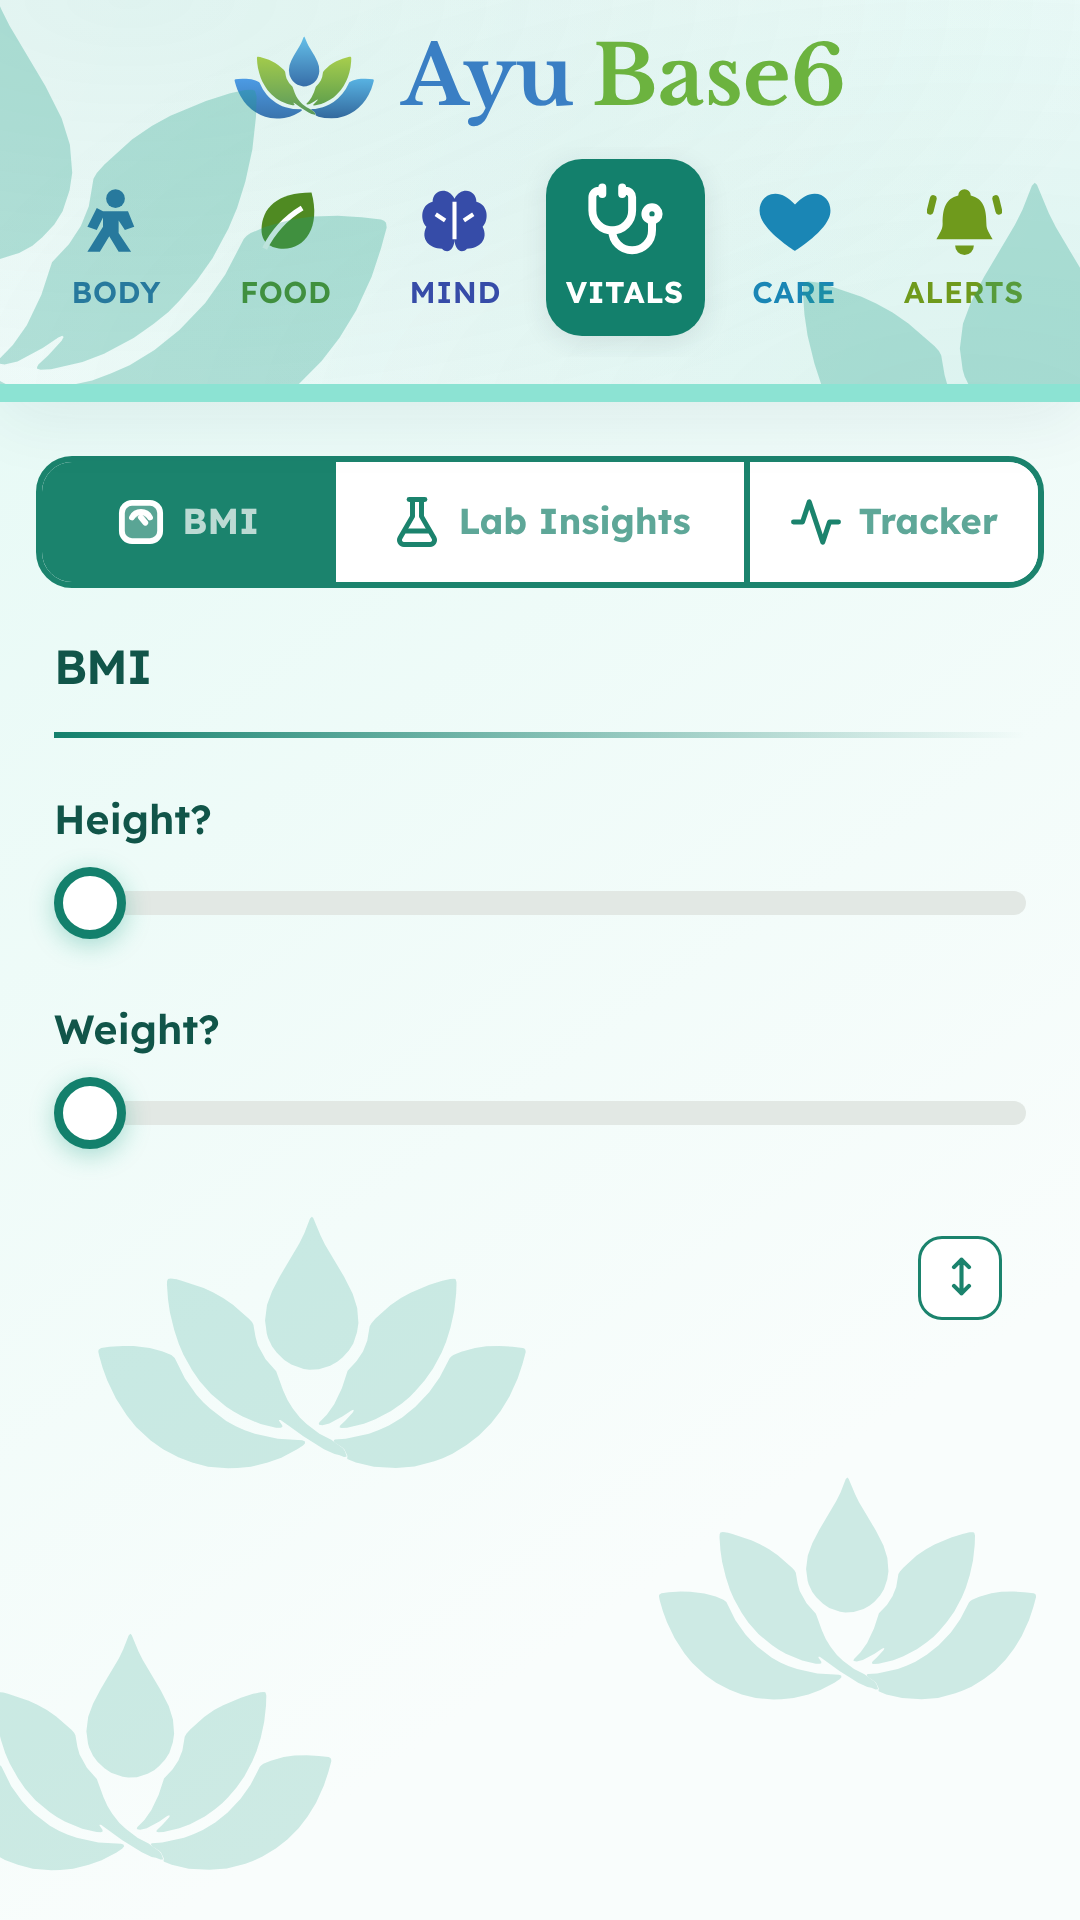 Ayu Base6
BODY FOOD MIND VITALS CARE ALERTS
BMI Lab Insights Tracker
BMI
Height?
Weight?